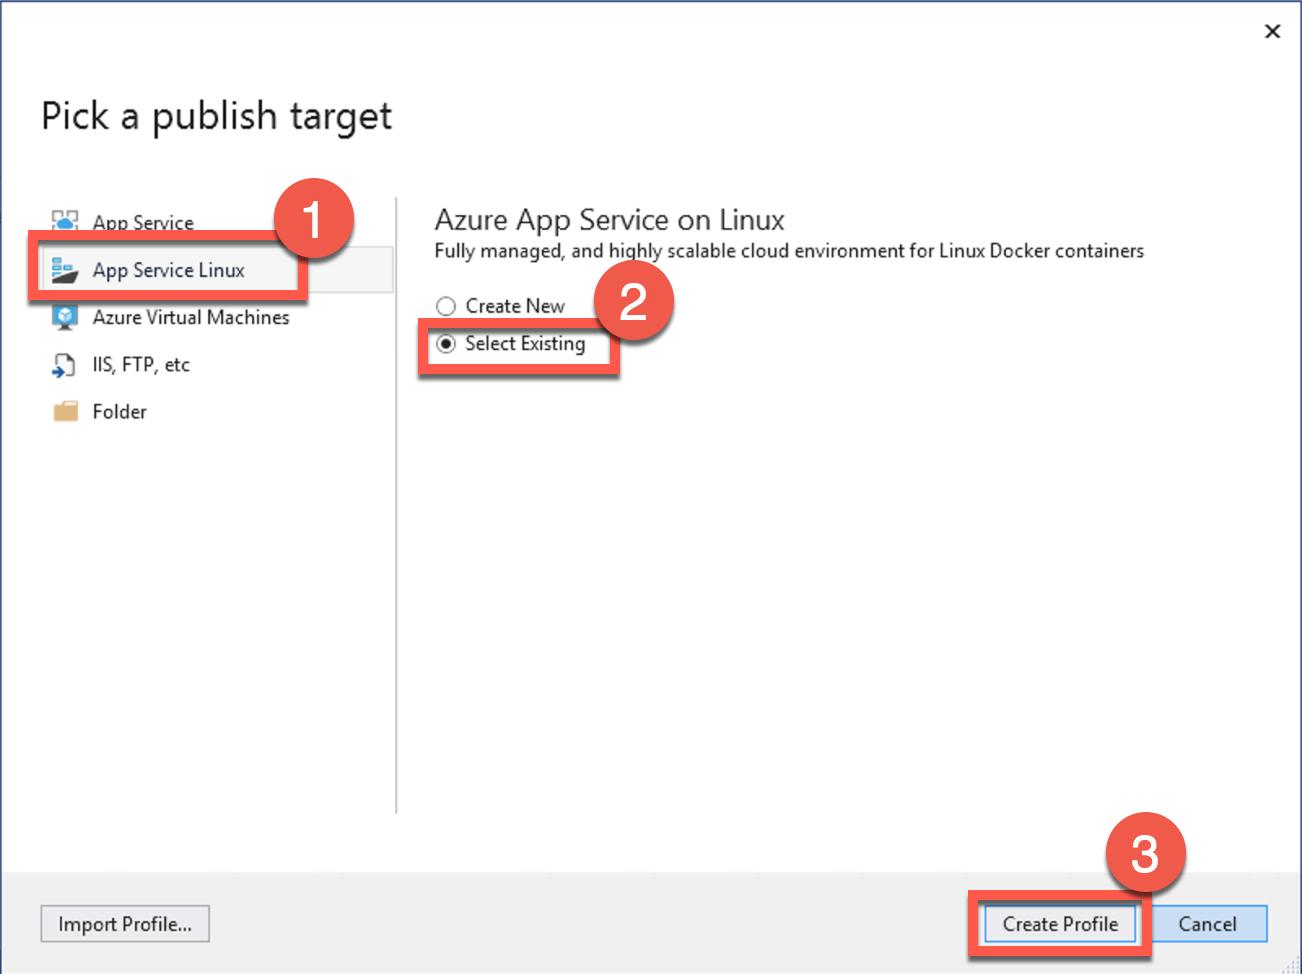 Pick a publish target
App Service
1
App Service Linux
Azure Virtual Machines
IIS, FTP, etc
Folder
Azure App Service on Linux
Fully managed, and highly scalable cloud environment for Linux Docker containers
Create New
2
Select Existing
3
Import Profile...
Create Profile
Cancel